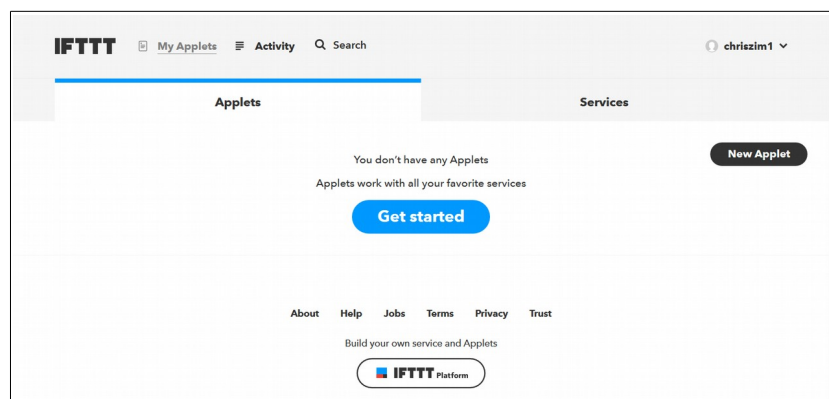 IFTTT My Applets Activity Search chriszim1
Applets Services
New Applet
You don't have any Applets
Applets work with all your favorite services
Get started
About Help Jobs Terms Privacy Trust
Build your own service and Applets
IFTTT Platform